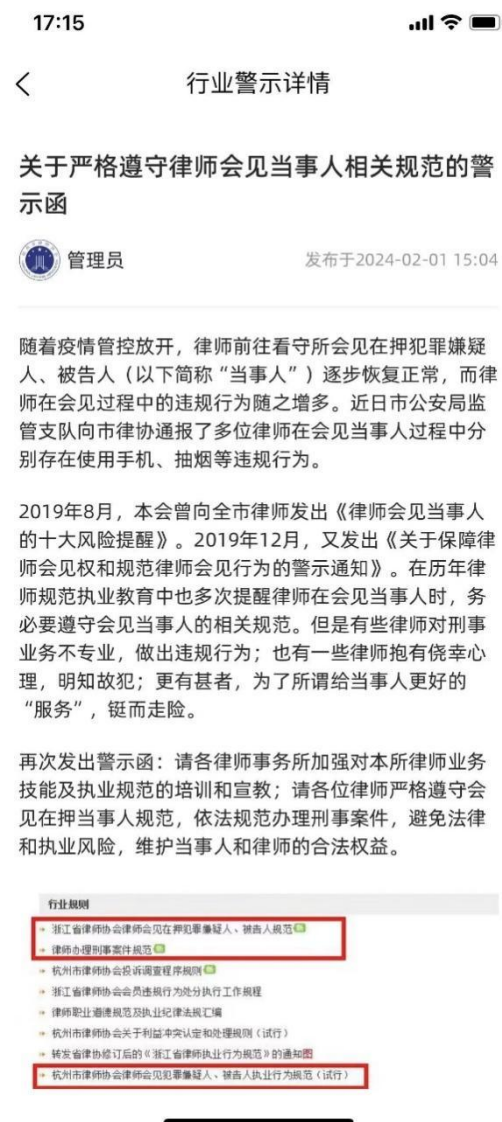 17:15
行业警示详情
关于严格遵守律师会见当事人相关规范的警
示函
管理员
发布于2024-02-01 15:04
随着疫情管控放开，律师前往看守所会见在押犯罪嫌疑
人、被告人（以下简称“当事人”）逐步恢复正常，而律
师在会见过程中的违规行为随之增多。近日市公安局监
管支队向市律协通报了多位律师在会见当事人过程中分
别存在使用手机、抽烟等违规行为。
2019年8月，本会曾向全市律师发出《律师会见当事人
的十大风险提醒》。2019年12月，又发出《关于保障律
师会见权和规范律师会见行为的警示通知》。在历年律
师规范执业教育中也多次提醒律师在会见当事人时，务
必要遵守会见当事人的相关规范。但是有些律师对刑事
业务不专业，做出违规行为；也有一些律师抱有侥幸心
理，明知故犯；更有甚者，为了所谓给当事人更好的
“服务”，铤而走险。
再次发出警示函：请各律师事务所加强对本所律师业务
技能及执业规范的培训和宣教；请各位律师严格遵守会
见在押当事人规范，依法规范办理刑事案件，避免法律
和执业风险，维护当事人和律师的合法权益。
行业规则
浙江省律师协会律师会见在押犯罪嫌疑人、被告人规范
律师办理刑事案件规范
杭州市律师协会投诉调查程序规则
浙江省律师协会会员违规行为处分执行工作规程
律师职业道德规范及执业纪律法规汇编
杭州市律师协会关于利益冲突认定和处理规则（试行）
转发省律协修订后的《浙江省律师执业行为规范》的通知
杭州市律师协会律师会见犯罪嫌疑人、被告人执业行为规范（试行）